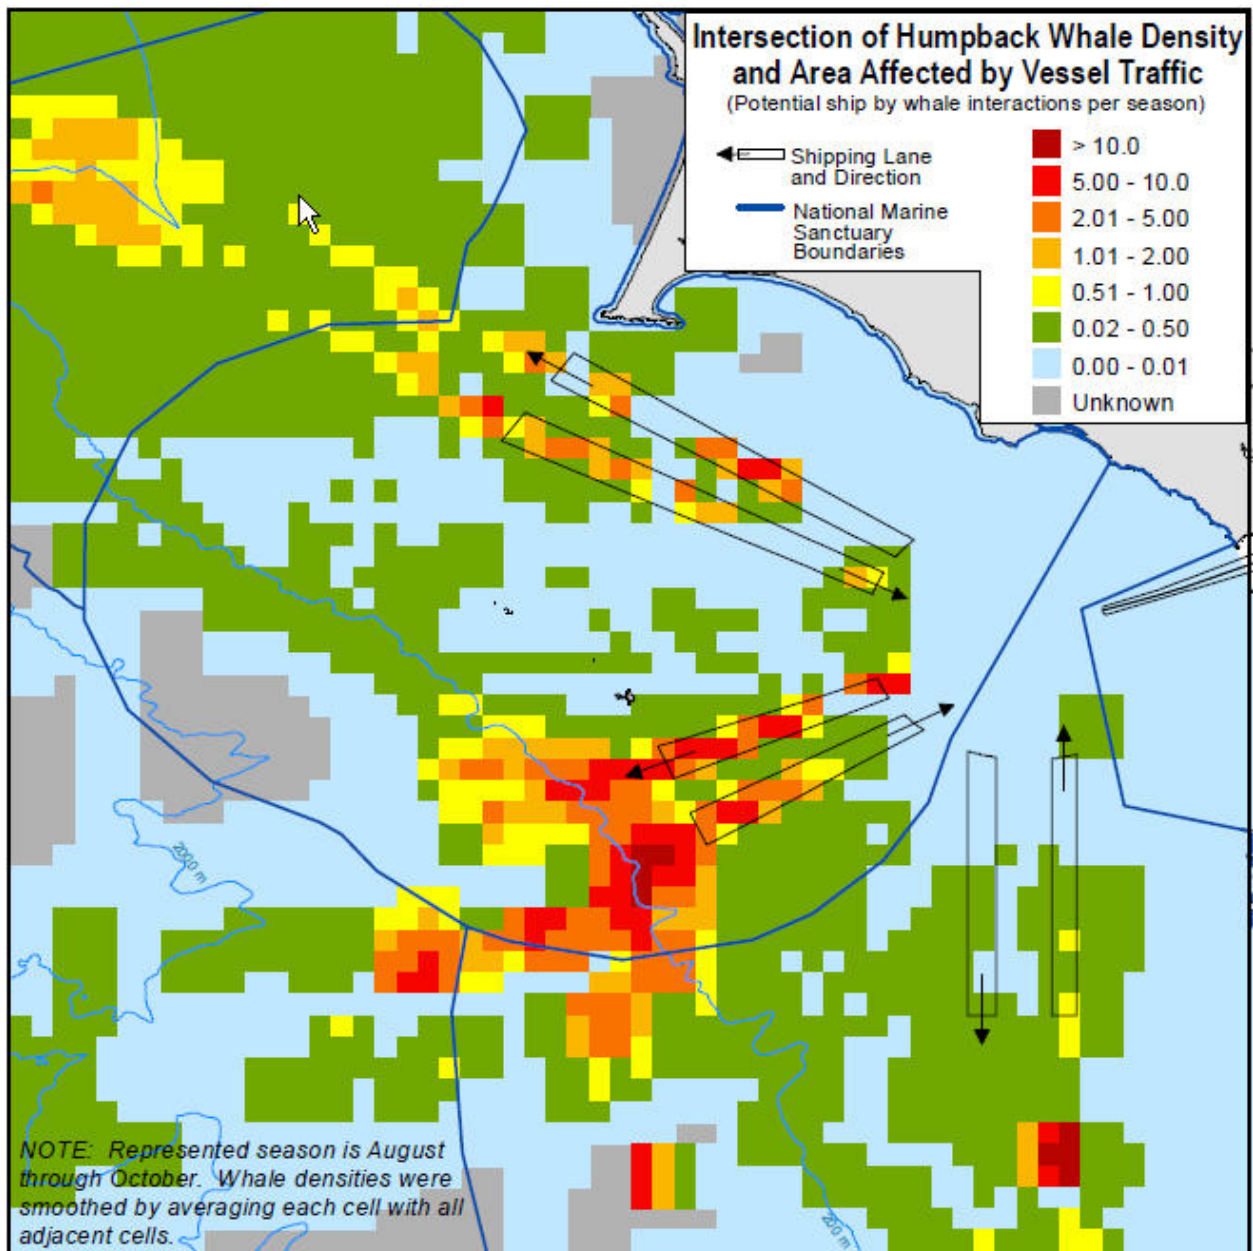 Intersection of Humpback Whale Density
and Area Affected by Vessel Traffic
(Potential ship by whale interactions per season)
Shipping Lane
and Direction
National Marine
Sanctuary
Boundaries
> 10.0
5.00 - 10.0
2.01 - 5.00
1.01 - 2.00
0.51 - 1.00
0.02 - 0.50
0.00 - 0.01
Unknown
2000 m
200 m
NOTE: Represented season is August
through October. Whale densities were
smoothed by averaging each cell with all
adjacent cells.